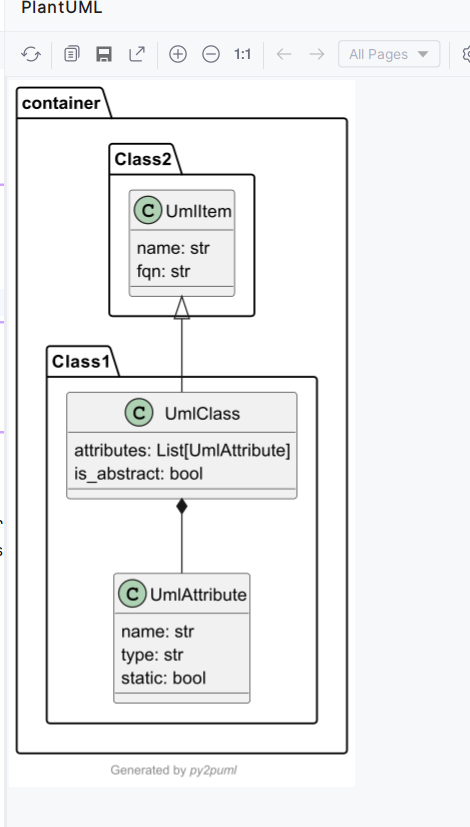 PlantUML
1:1
All Pages
container
Class2
C UmlItem
name: str
fqn: str
Class1
C UmlClass
attributes: List[UmlAttribute]
is_abstract: bool
C UmlAttribute
name: str
type: str
static: bool
Generated by py2puml